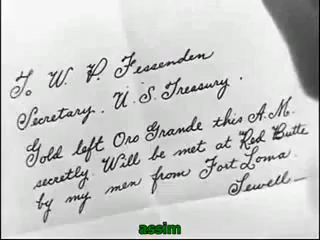 To W. P. Fessenden
Secretary. U.S. Treasury.
Gold left Oro Grande this A.M.
secretly. Will be met at Red Butte
by my men from Fort Loma.
Sewell—
assim